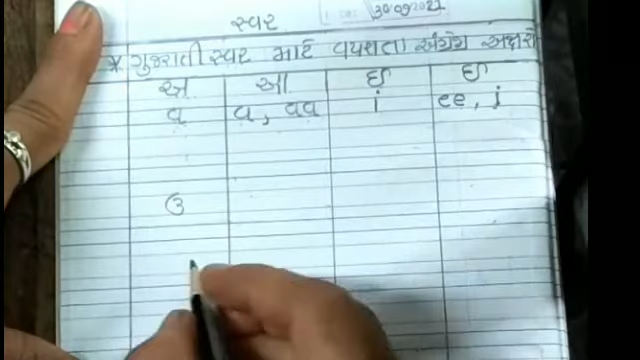 સ્વર
30/09/2021
* ગુજરાતી સ્વર માટે વપરાતા અંગ્રેજી અક્ષરો
અ આ ઇ ઈ
a a, aa i ee, i
ઉ